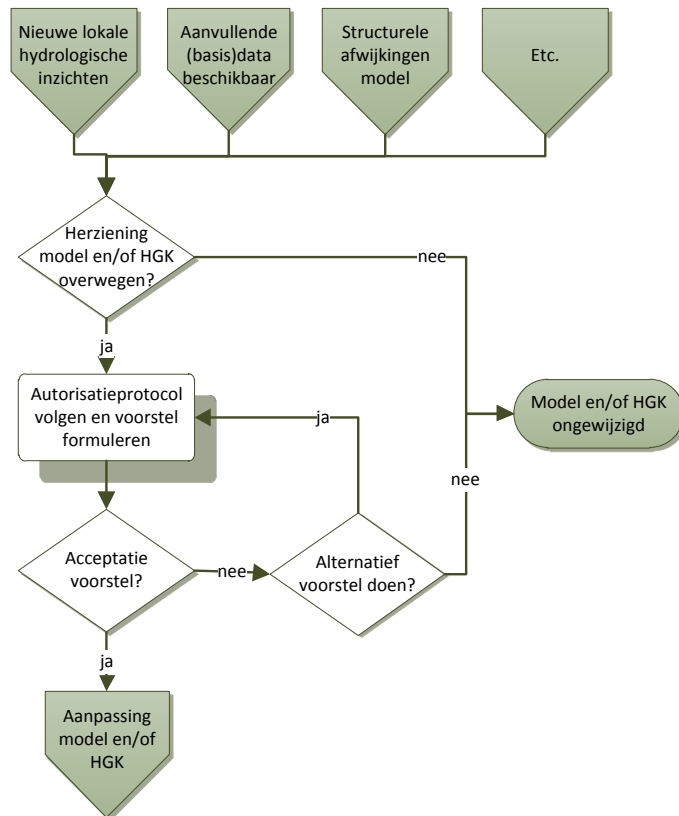 Nieuwe lokale
hydrologische
inzichten
Aanvullende
(basis)data
beschikbaar
Structurele
afwijkingen
model
Etc.
Herziening
model en/of HGK
overwegen?
nee
ja
Autorisatieprotocol
volgen en voorstel
formuleren
ja
Model en/of HGK
ongewijzigd
nee
Acceptatie
voorstel?
nee
Alternatief
voorstel doen?
ja
Aanpassing
model en/of
HGK